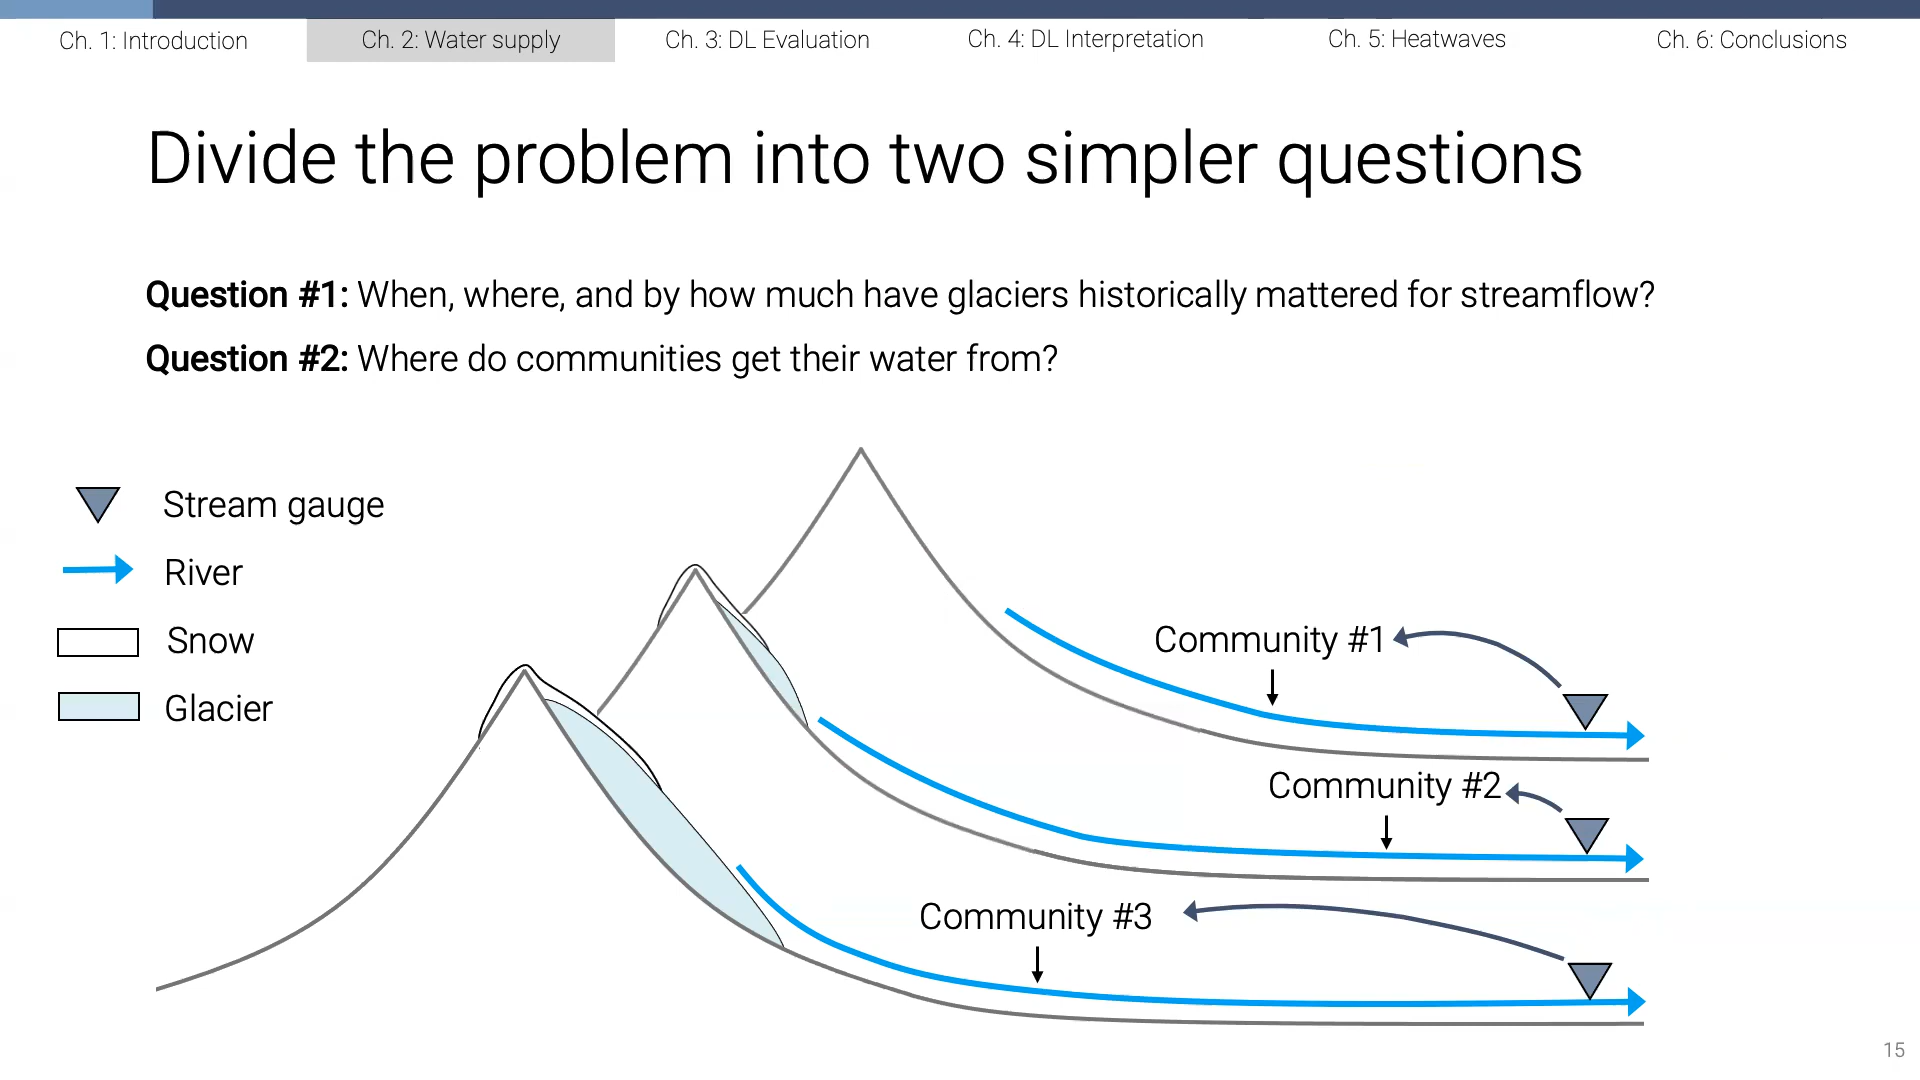 Ch. 1: Introduction
Ch. 2: Water supply
Ch. 3: DL Evaluation
Ch. 4: DL Interpretation
Ch. 5: Heatwaves
Ch. 6: Conclusions
Divide the problem into two simpler questions
Question #1: When, where, and by how much have glaciers historically mattered for streamflow?
Question #2: Where do communities get their water from?
Stream gauge
River
Snow
Glacier
Community #1
Community #2
Community #3
15